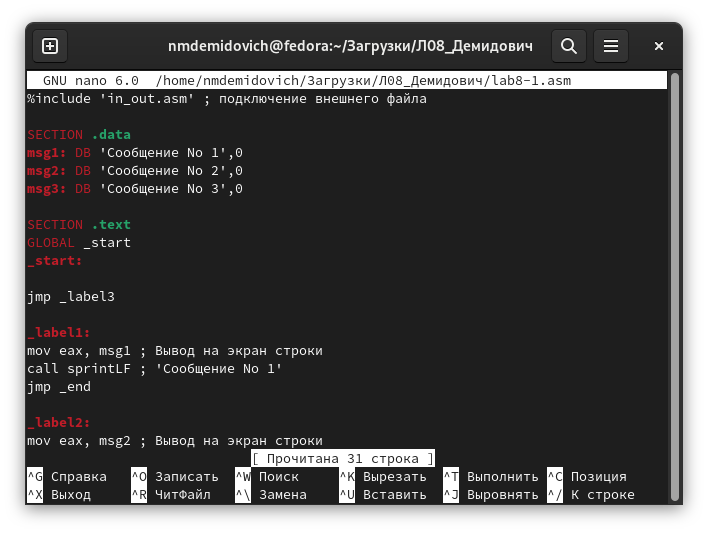 nmdemidovich@fedora:~/Загрузки/Л08_Демидович
GNU nano 6.0 /home/nmdemidovich/Загрузки/Л08_Демидович/lab8-1.asm
%include 'in_out.asm' ; подключение внешнего файла
SECTION .data
msg1: DB 'Сообщение No 1',0
msg2: DB 'Сообщение No 2',0
msg3: DB 'Сообщение No 3',0
SECTION .text
GLOBAL _start
_start:
jmp _label3
_label1:
mov eax, msg1 ; Вывод на экран строки
call sprintLF ; 'Сообщение No 1'
jmp _end
_label2:
mov eax, msg2 ; Вывод на экран строки
[ Прочитана 31 строка ]
^G Справка ^O Записать ^W Поиск ^K Вырезать ^T Выполнить ^C Позиция
^X Выход ^R ЧитФайл ^\ Замена ^U Вставить ^J Выровнять ^/ К строке